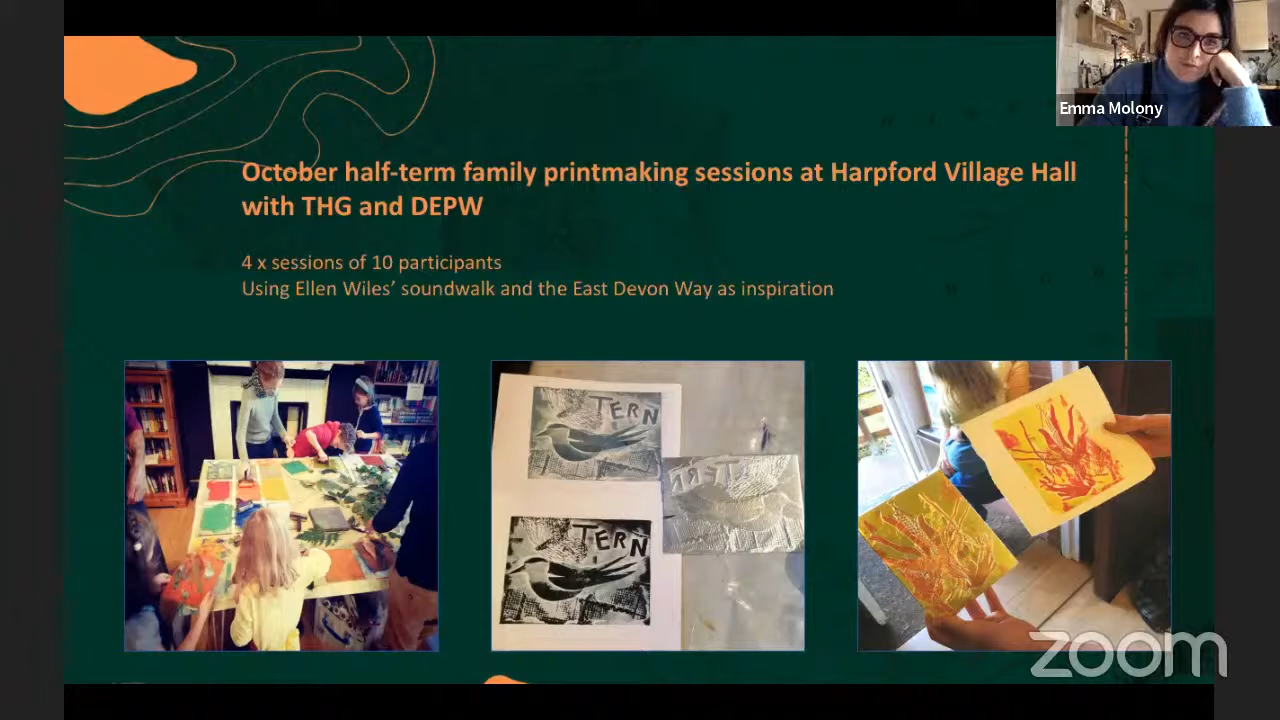 Emma Molony
October half-term family printmaking sessions at Harpford Village Hall
with THG and DEPW
4 x sessions of 10 participants
Using Ellen Wiles’ soundwalk and the East Devon Way as inspiration
TERN
TERN
TERN
zoom